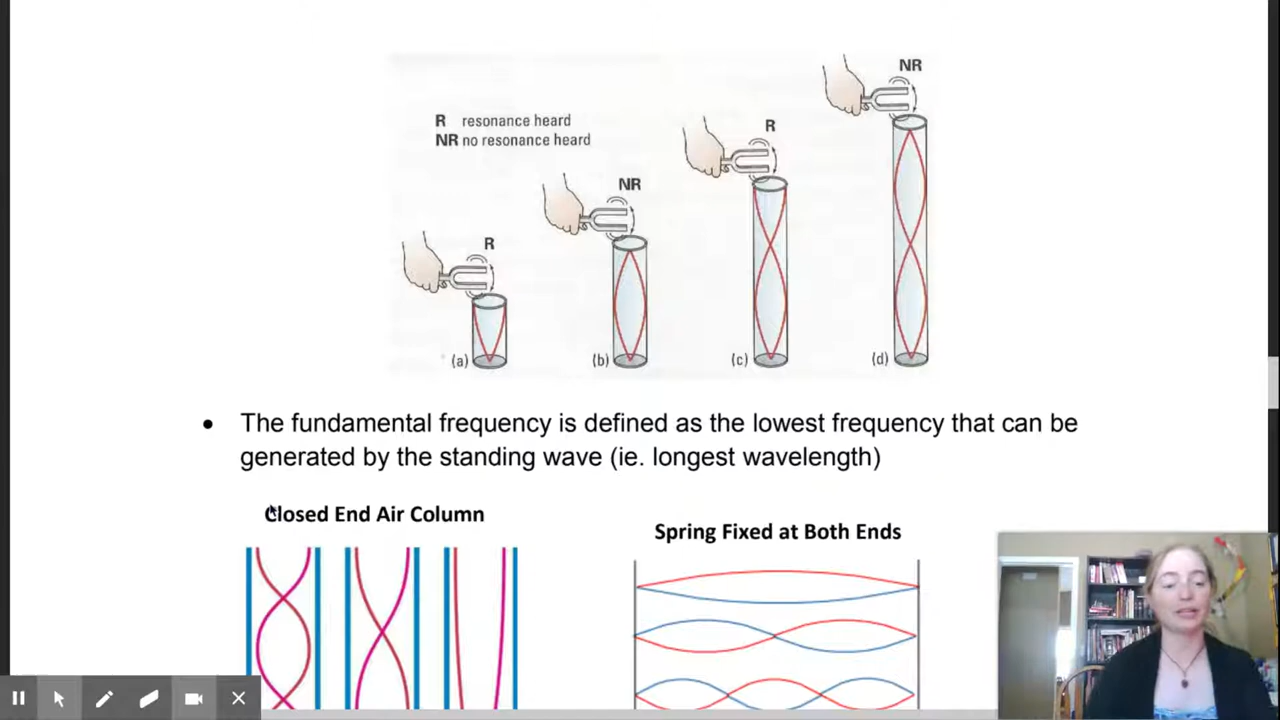 NR
R resonance heard
NR no resonance heard
R
NR
R
(a)
(b)
(c)
(d)
• The fundamental frequency is defined as the lowest frequency that can be
generated by the standing wave (ie. longest wavelength)
Closed End Air Column
Spring Fixed at Both Ends